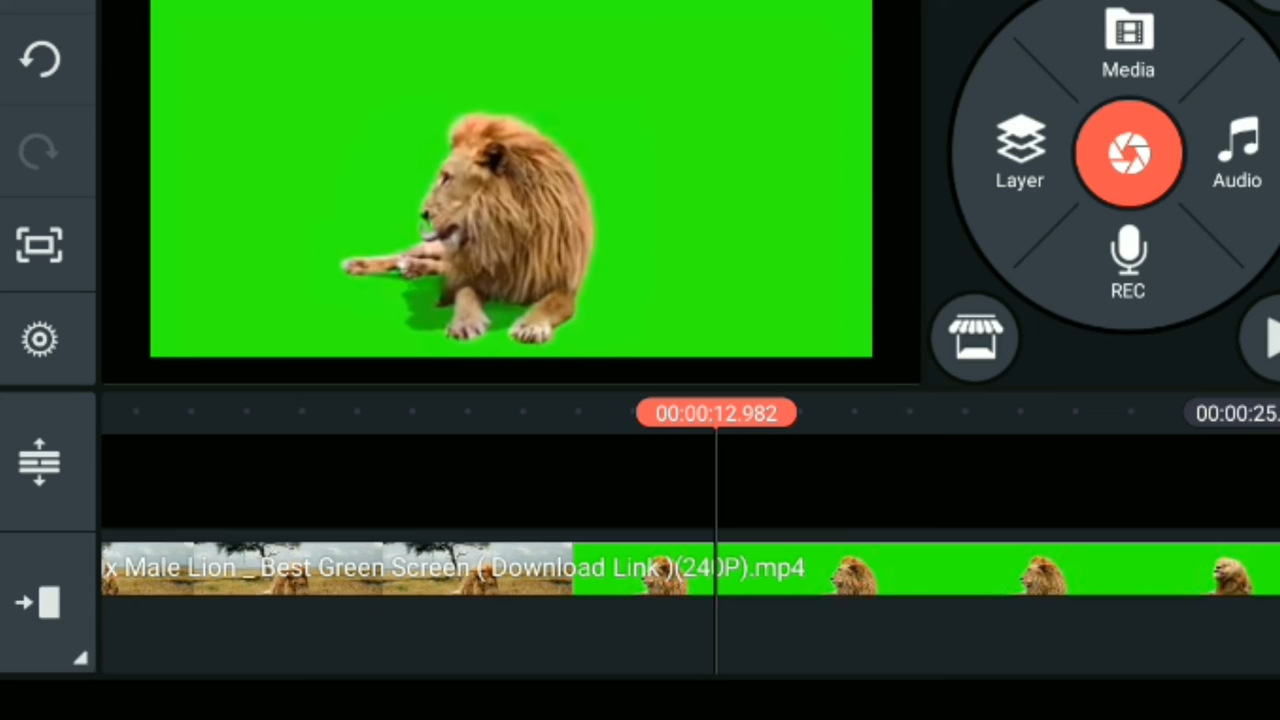 Media
Layer
Audio
REC
00:00:12.982
00:00:25.
x Male Lion _ Best Green Screen ( Download Link )(240P).mp4